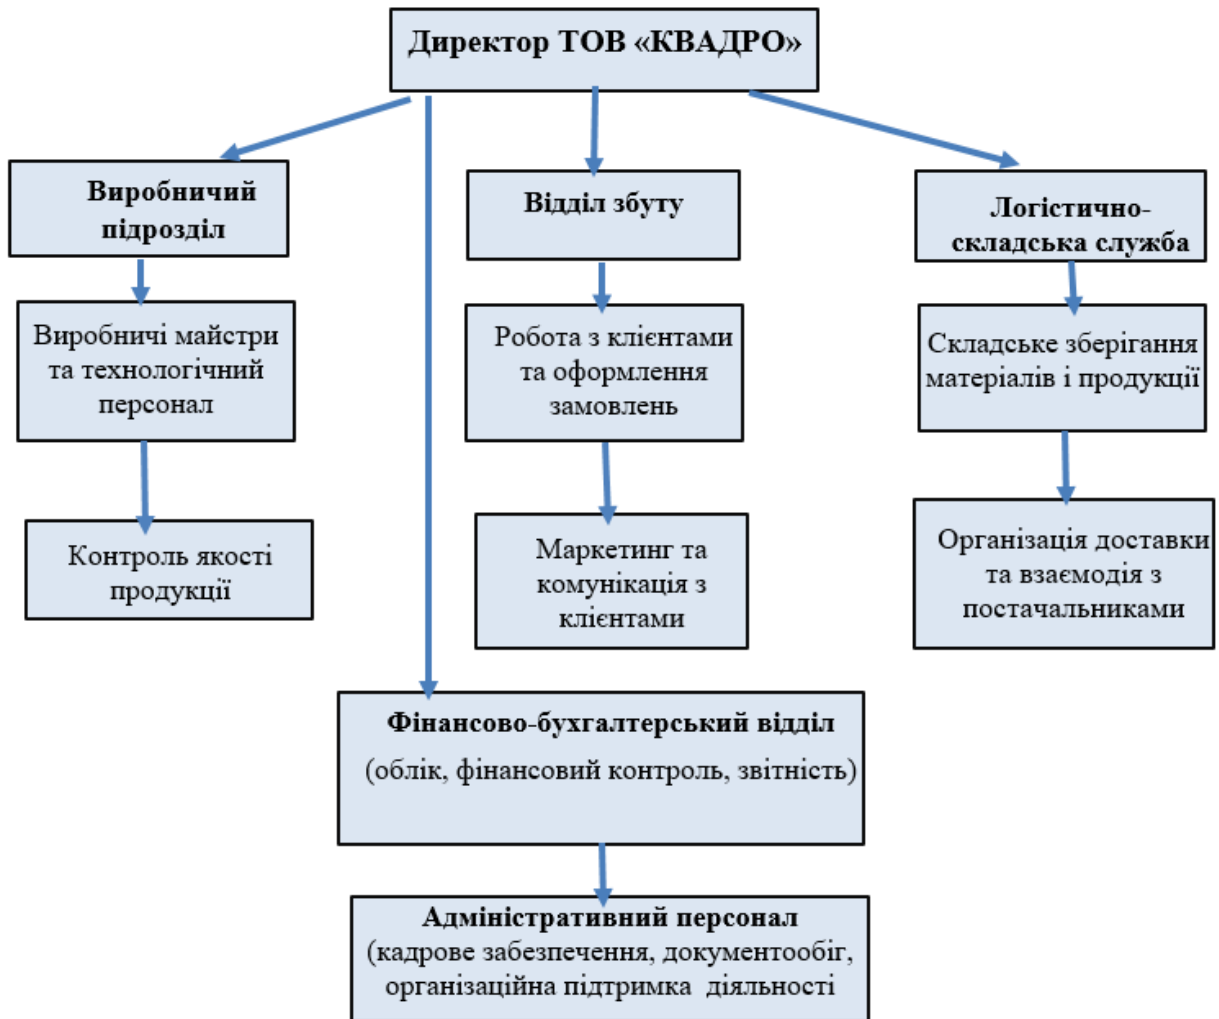 Директор ТОВ «КВАДРО»
Виробничий
підрозділ
Відділ збуту
Логістично-
складська служба
Виробничі майстри
та технологічний
персонал
Робота з клієнтами
та оформлення
замовлень
Складське зберігання
матеріалів і продукції
Контроль якості
продукції
Маркетинг та
комунікація з
клієнтами
Організація доставки
та взаємодія з
постачальниками
Фінансово-бухгалтерський відділ
(облік, фінансовий контроль, звітність)
Адміністративний персонал
(кадрове забезпечення, документообіг,
організаційна підтримка діяльності